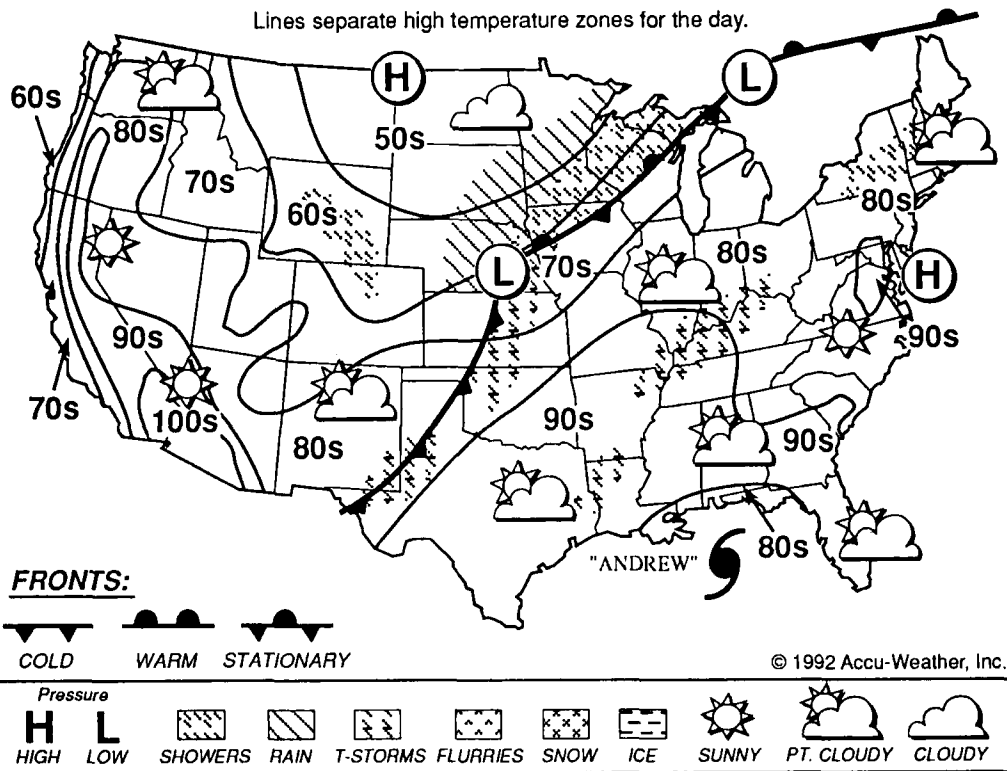 Lines separate high temperature zones for the day.
H
L
60s
80s
50s
70s
60s
80s
L
70s
80s
H
90s
90s
70s
100s
80s
90s
90s
"ANDREW"
80s
FRONTS:
COLD WARM STATIONARY
© 1992 Accu-Weather, Inc.
Pressure
H L
HIGH LOW SHOWERS RAIN T-STORMS FLURRIES SNOW ICE SUNNY PT. CLOUDY CLOUDY